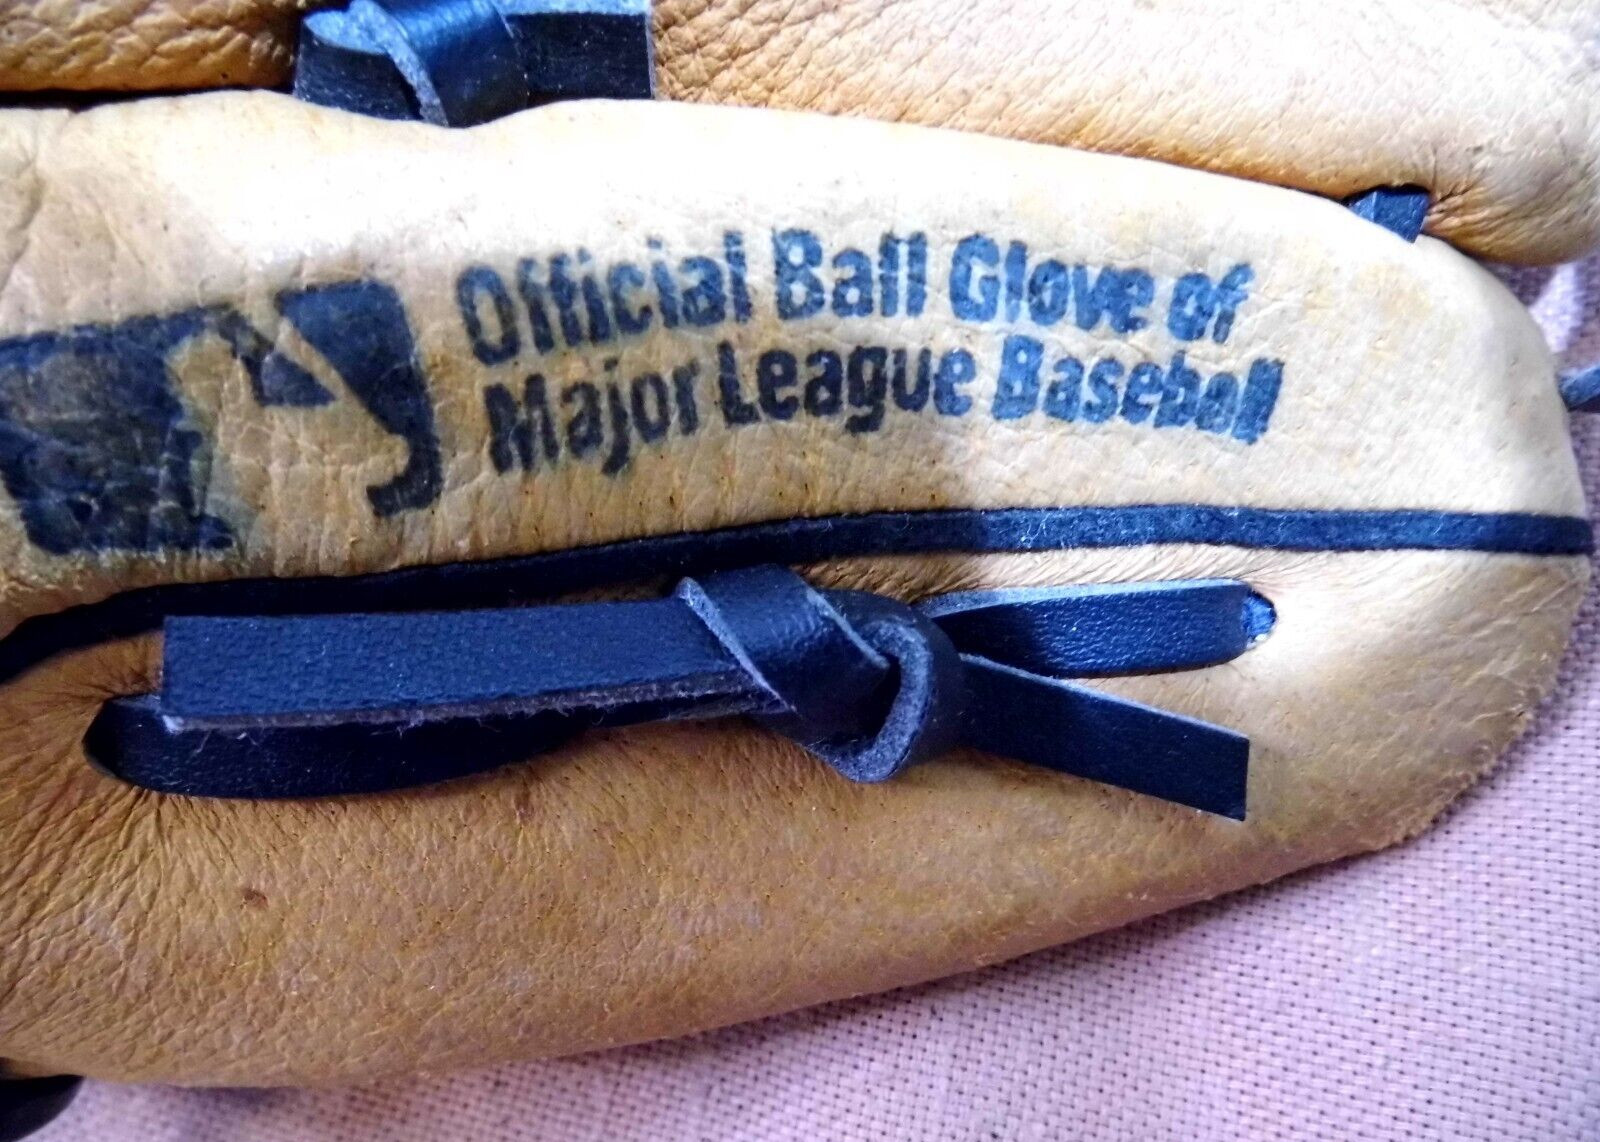 Official Ball Glove of
Major League Baseball